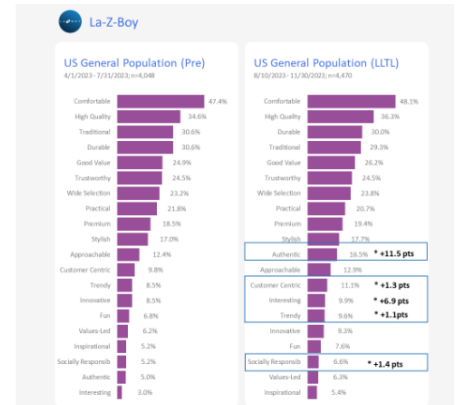 La-Z-Boy
US General Population (Pre)
4/1/2023- 7/31/2023; n=4,048
Comfortable 47.4%
High Quality 34.6%
Traditional 30.6%
Durable 30.6%
Good Value 24.9%
Trustworthy 24.5%
Wide Selection 23.2%
Practical 21.8%
Premium 18.5%
Stylish 17.0%
Approachable 12.4%
Customer Centric 9.8%
Trendy 8.5%
Innovative 8.5%
Fun 6.8%
Values-Led 6.2%
Inspirational 5.2%
Socially Responsib 5.2%
Authentic 5.0%
Interesting 3.0%
US General Population (LLTL)
8/10/2023- 11/30/2023; n=4,470
Comfortable 48.1%
High Quality 36.3%
Durable 30.0%
Traditional 29.3%
Good Value 26.2%
Trustworthy 24.5%
Wide Selection 23.8%
Practical 20.7%
Premium 19.4%
Stylish 17.7%
Authentic 16.5% * +11.5 pts
Approachable 12.9%
Customer Centric 11.1% * +1.3 pts
Interesting 9.9% * +6.9 pts
Trendy 9.6% * +1.1pts
Innovative 9.3%
Fun 7.6%
Socially Responsib 6.6% * +1.4 pts
Values-Led 6.3%
Inspirational 5.4%